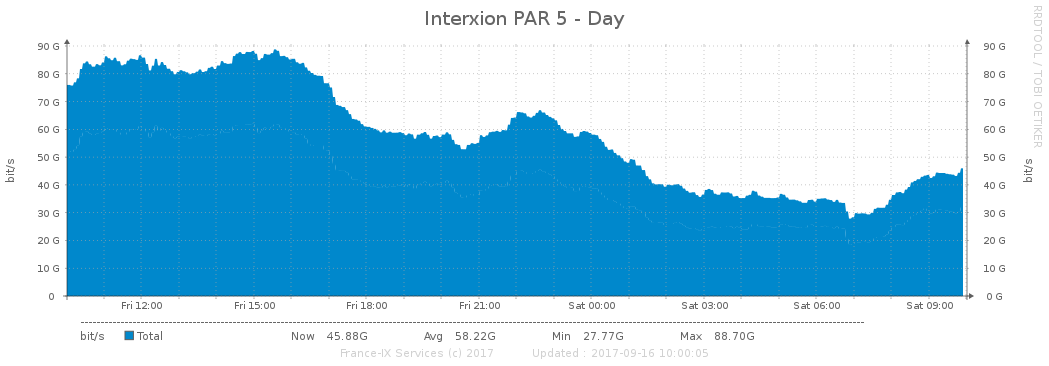 Interxion PAR 5 - Day
RRDTOOL / TOBI OETIKER
bit/s
90 G 90 G
80 G 80 G
70 G 70 G
60 G 60 G
50 G 50 G
40 G 40 G
30 G 30 G
20 G 20 G
10 G 10 G
0 0 G
bit/s
Fri 12:00 Fri 15:00 Fri 18:00 Fri 21:00 Sat 00:00 Sat 03:00 Sat 06:00 Sat 09:00
bit/s Total Now 45.88G Avg 58.22G Min 27.77G Max 88.70G
France-IX Services (c) 2017 Updated : 2017-09-16 10:00:05